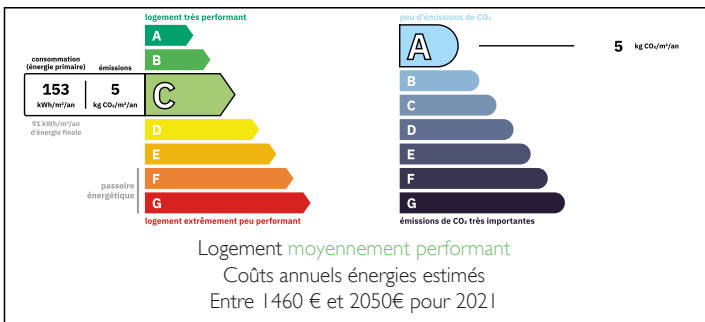 logement très performant
A
B
consommation
(énergie primaire)
émissions
153
kWh/m²/an
5
kg CO₂/m²/an
C
91 kWh/m²/an
d'énergie finale
D
E
passoire
énergétique
F
G
logement extrêmement peu performant
peu d'émissions de CO₂
A
5 kg CO₂/m²/an
B
C
D
E
F
G
émissions de CO₂ très importantes
Logement moyennement performant
Coûts annuels énergies estimés
Entre 1460 € et 2050€ pour 2021